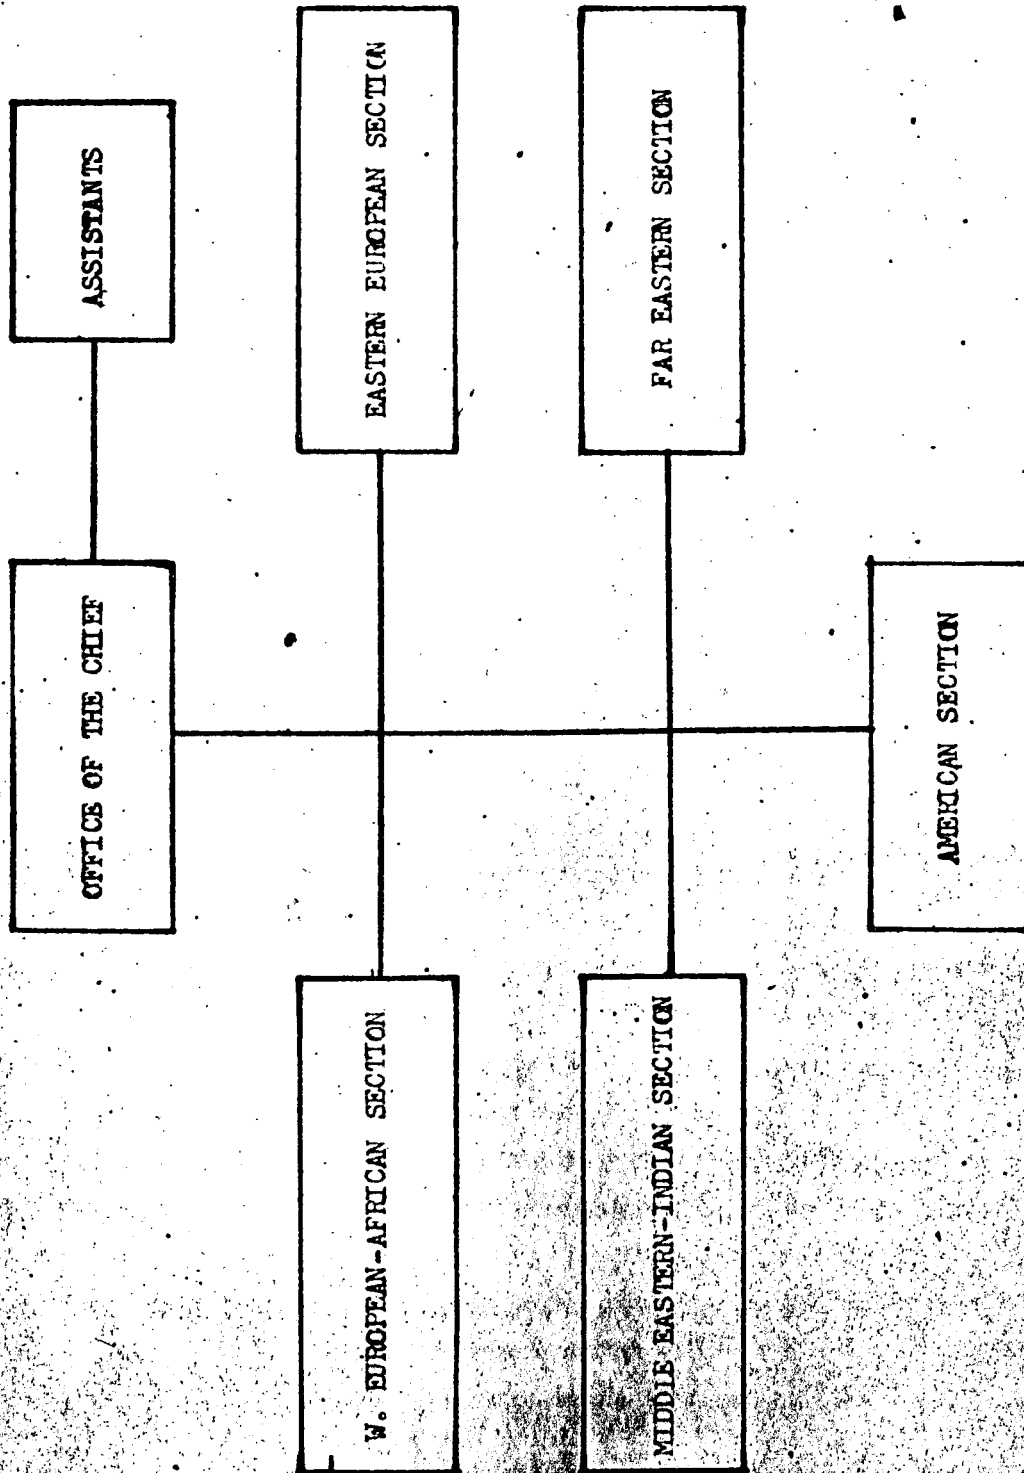 OFFICE OF THE CHIEF
ASSISTANTS
W. EUROPEAN-AFRICAN SECTION
EASTERN EUROPEAN SECTION
MIDDLE EASTERN-INDIAN SECTION
FAR EASTERN SECTION
AMERICAN SECTION